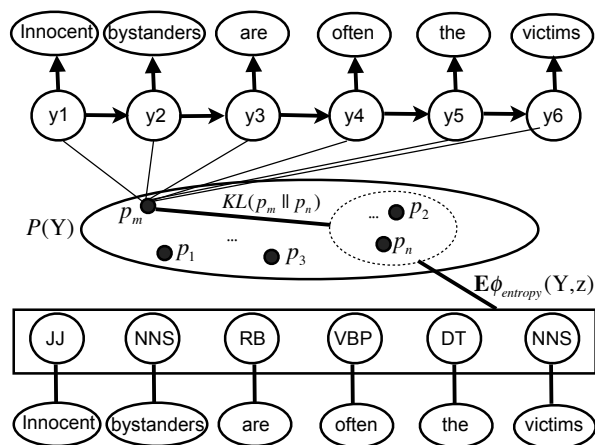 Innocent bystanders are often the victims
y1 y2 y3 y4 y5 y6
KL(p_m || p_n)
p_m ... p_2
P(Y)
... p_n
p_1 p_3
Eϕ_entropy(Y,z)
JJ NNS RB VBP DT NNS
Innocent bystanders are often the victims